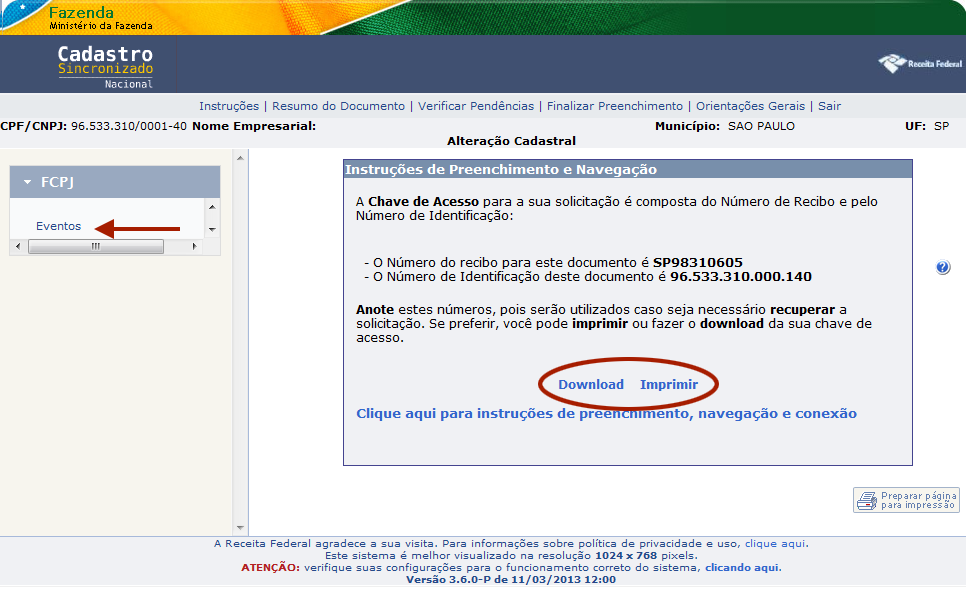 Fazenda
Ministério da Fazenda
Cadastro
Sincronizado
Nacional
Receita Federal
Instruções | Resumo do Documento | Verificar Pendências | Finalizar Preenchimento | Orientações Gerais | Sair
CPF/CNPJ: 96.533.310/0001-40 Nome Empresarial: Município: SAO PAULO UF: SP
Alteração Cadastral
FCPJ
Eventos
Instruções de Preenchimento e Navegação
A Chave de Acesso para a sua solicitação é composta do Número de Recibo e pelo
Número de Identificação:
- O Número do recibo para este documento é SP98310605
- O Número de Identificação deste documento é 96.533.310.000.140
Anote estes números, pois serão utilizados caso seja necessário recuperar a
solicitação. Se preferir, você pode imprimir ou fazer o download da sua chave de
acesso.
Download Imprimir
Clique aqui para instruções de preenchimento, navegação e conexão
Preparar página
para impressão
A Receita Federal agradece a sua visita. Para informações sobre política de privacidade e uso, clique aqui.
Este sistema é melhor visualizado na resolução 1024 x 768 pixels.
ATENÇÃO: verifique suas configurações para o funcionamento correto do sistema, clicando aqui.
Versão 3.6.0-P de 11/03/2013 12:00